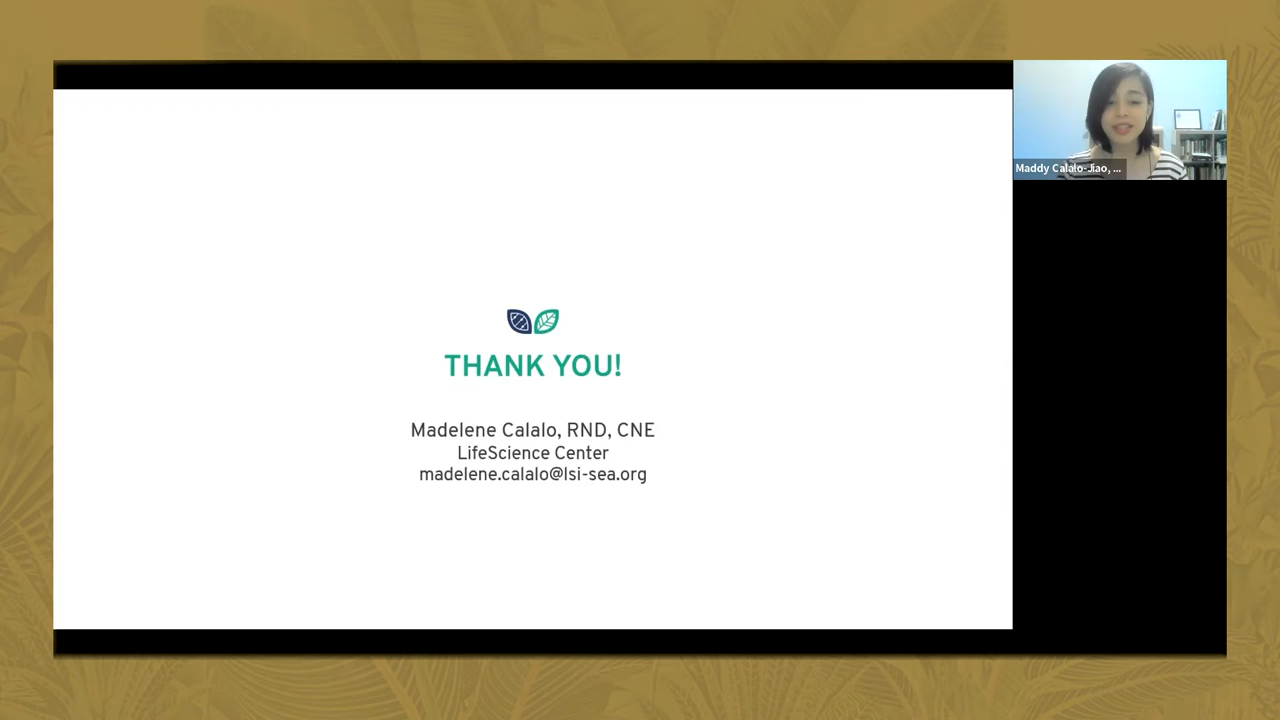 THANK YOU!
Madelene Calalo, RND, CNE
LifeScience Center
madelene.calalo@lsi-sea.org
Maddy Calalo-Jiao, ...